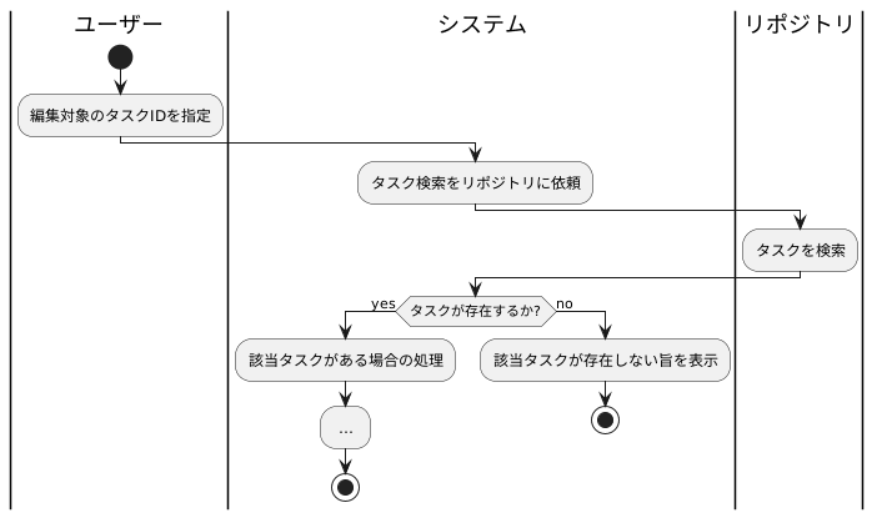 ユーザー
システム
リポジトリ
編集対象のタスクIDを指定
タスク検索をリポジトリに依頼
タスクを検索
タスクが存在するか?
yes
no
該当タスクがある場合の処理
該当タスクが存在しない旨を表示
...